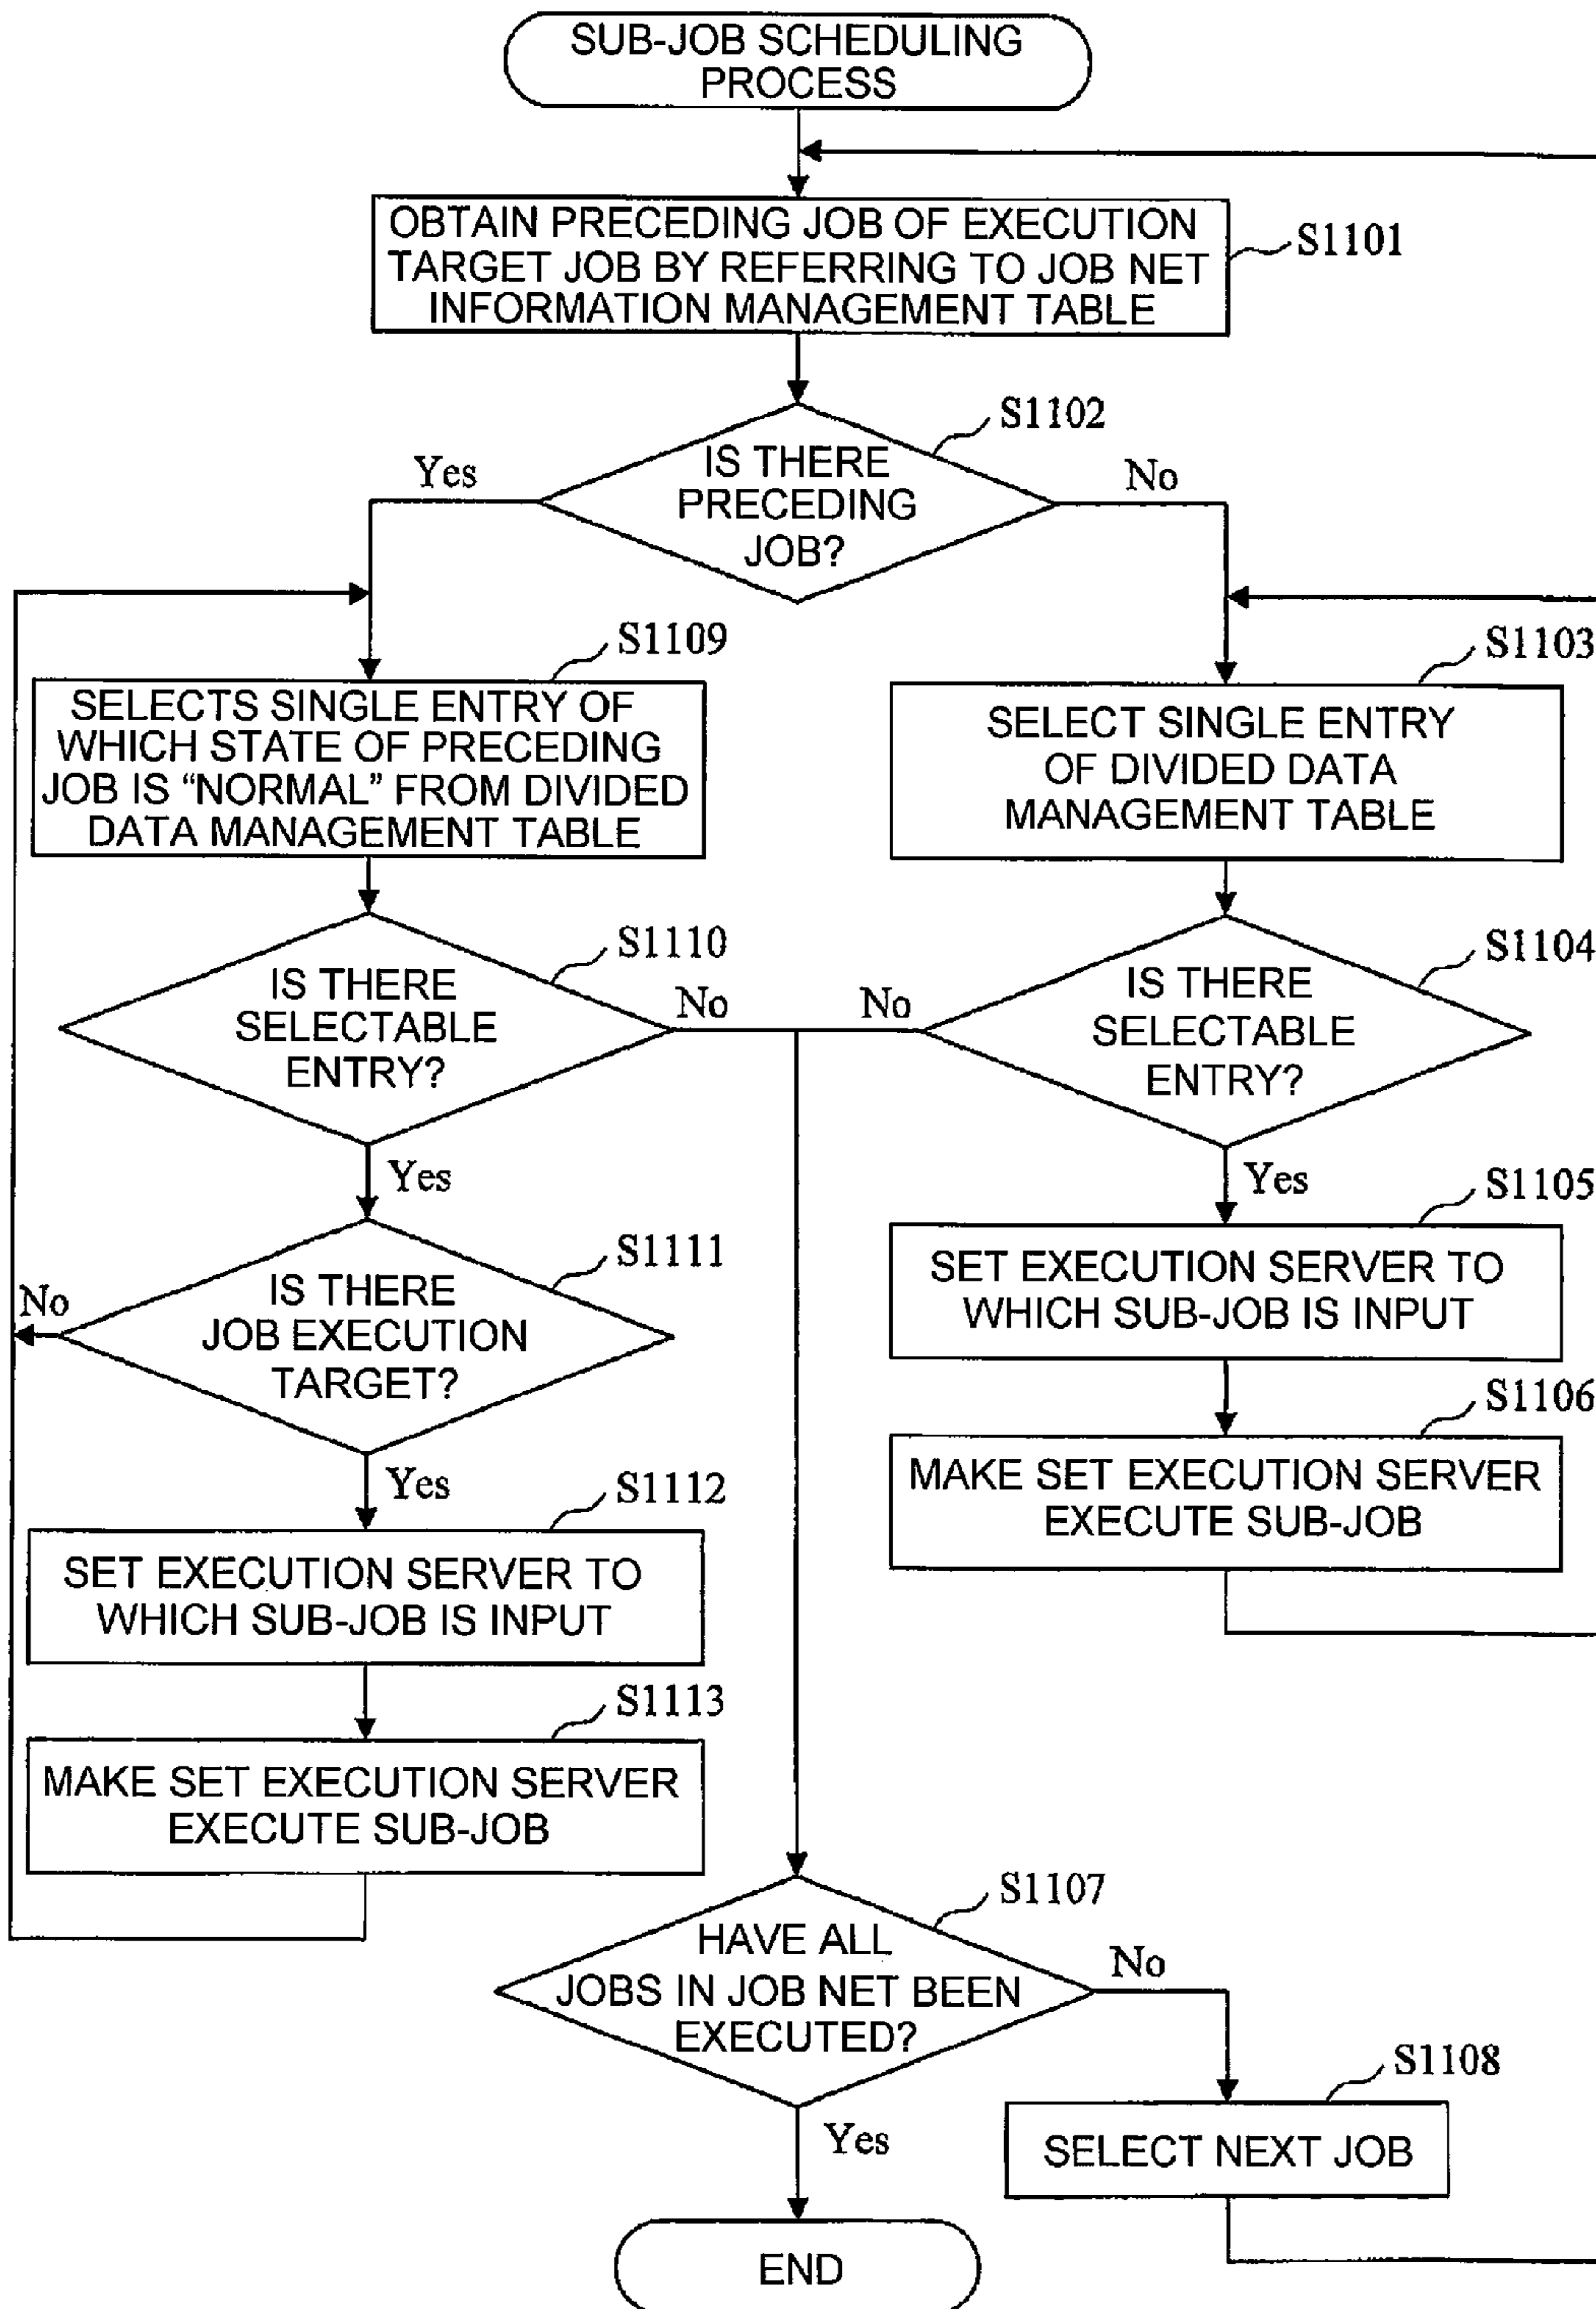 SUB-JOB SCHEDULING
PROCESS
OBTAIN PRECEDING JOB OF EXECUTION
TARGET JOB BY REFERRING TO JOB NET
INFORMATION MANAGEMENT TABLE
S1101
S1102
IS THERE
PRECEDING
JOB?
Yes
No
S1109
SELECTS SINGLE ENTRY OF
WHICH STATE OF PRECEDING
JOB IS “NORMAL” FROM DIVIDED
DATA MANAGEMENT TABLE
S1103
SELECT SINGLE ENTRY
OF DIVIDED DATA
MANAGEMENT TABLE
S1110
IS THERE
SELECTABLE
ENTRY?
No
Yes
S1104
IS THERE
SELECTABLE
ENTRY?
No
Yes
S1111
IS THERE
JOB EXECUTION
TARGET?
No
Yes
S1105
SET EXECUTION SERVER TO
WHICH SUB-JOB IS INPUT
S1106
MAKE SET EXECUTION SERVER
EXECUTE SUB-JOB
S1112
SET EXECUTION SERVER TO
WHICH SUB-JOB IS INPUT
S1113
MAKE SET EXECUTION SERVER
EXECUTE SUB-JOB
S1107
HAVE ALL
JOBS IN JOB NET BEEN
EXECUTED?
No
Yes
S1108
SELECT NEXT JOB
END